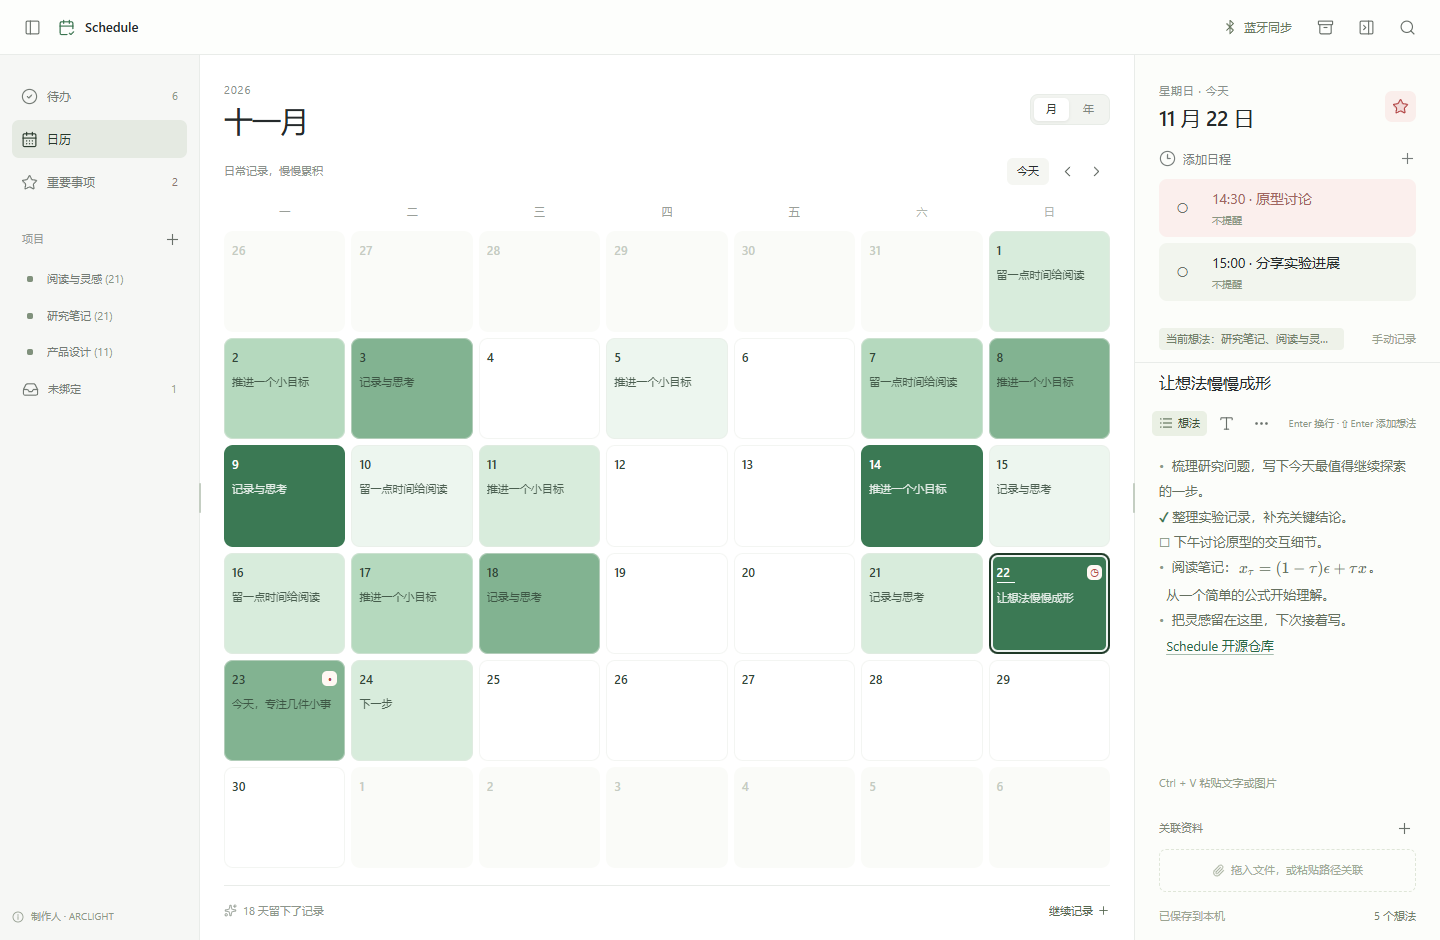 Schedule
蓝牙同步
待办 6
日历
重要事项 2
项目
阅读与灵感 (21)
研究笔记 (21)
产品设计 (11)
未绑定 1
制作人 · ARCLIGHT
2026
十一月
月 年
日常记录，慢慢累积
今天
一 二 三 四 五 六 日
26 27 28 29 30 31 1
留一点时间给阅读
2 3 4 5 6 7 8
推进一个小目标 记录与思考 推进一个小目标 留一点时间给阅读 推进一个小目标
9 10 11 12 13 14 15
记录与思考 留一点时间给阅读 推进一个小目标 推进一个小目标 记录与思考
16 17 18 19 20 21 22
留一点时间给阅读 推进一个小目标 记录与思考 记录与思考 让想法慢慢成形
23 24 25 26 27 28 29
今天，专注几件小事 下一步
30 1 2 3 4 5 6
18 天留下了记录
继续记录
星期日 · 今天
11 月 22 日
添加日程
14:30 · 原型讨论
不提醒
15:00 · 分享实验进展
不提醒
当前想法：研究笔记、阅读与灵...
手动记录
让想法慢慢成形
想法
Enter 换行 · ⇧ Enter 添加想法
• 梳理研究问题，写下今天最值得继续探索
的一步。
✓ 整理实验记录，补充关键结论。
☐ 下午讨论原型的交互细节。
• 阅读笔记： x_τ = (1 − τ)ϵ + τx。
从一个简单的公式开始理解。
• 把灵感留在这里，下次接着写。
Schedule 开源仓库
Ctrl + V 粘贴文字或图片
关联资料
拖入文件，或粘贴路径关联
已保存到本机
5 个想法